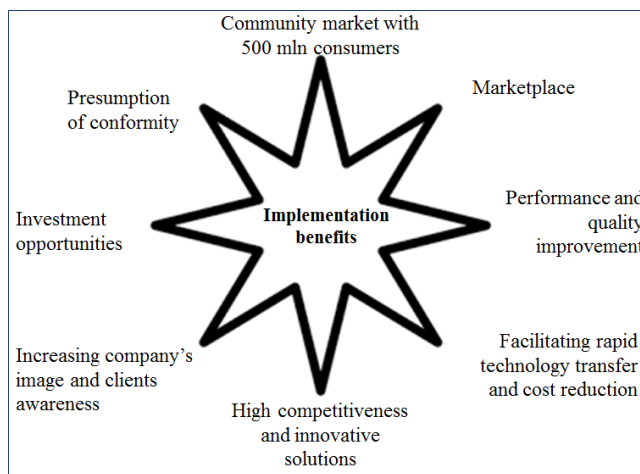 Community market with
500 mln consumers
Marketplace
Presumption
of conformity
Performance and
quality
improvement
Implementation
benefits
Investment
opportunities
Facilitating rapid
technology transfer
and cost reduction
Increasing company's
image and clients
awareness
High competitiveness
and innovative
solutions